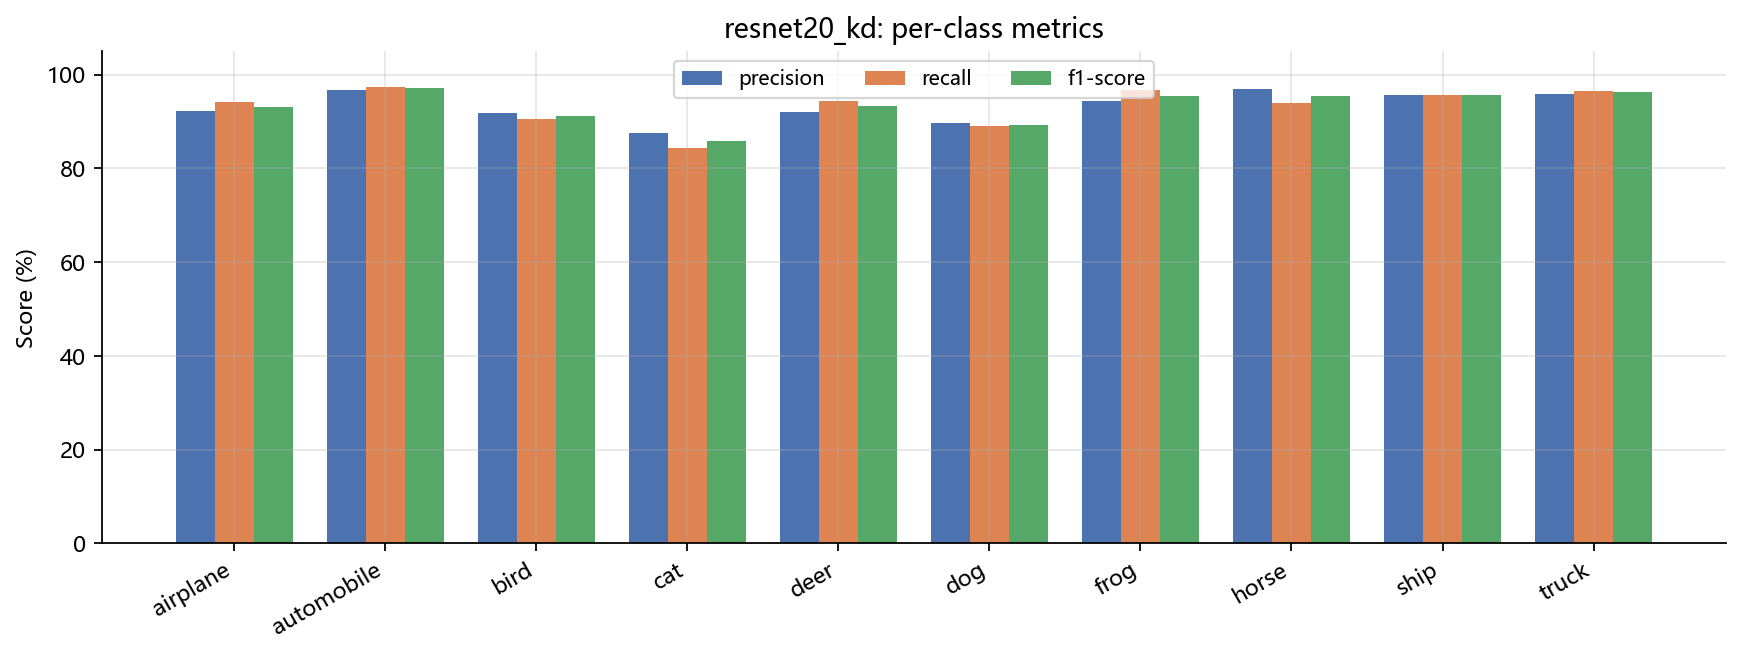 resnet20_kd: per-class metrics
precision recall f1-score
Score (%)
100
80
60
40
20
0
airplane automobile bird cat deer dog frog horse ship truck